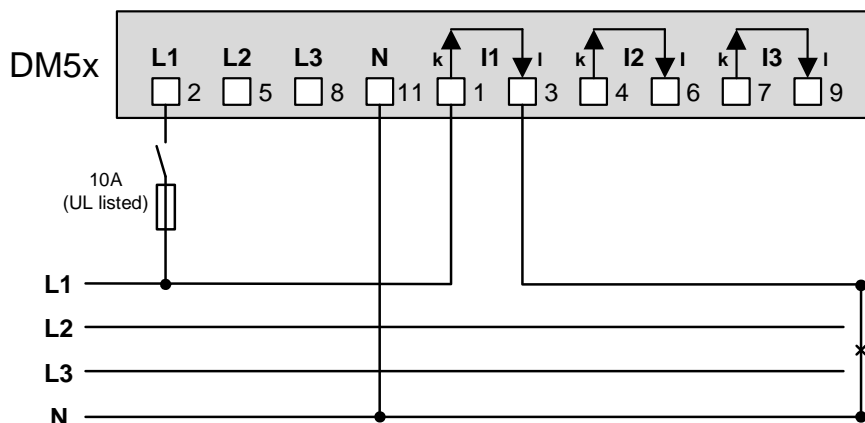 DM5x
L1 L2 L3 N k I1 l k I2 l k I3 l
2 5 8 11 1 3 4 6 7 9
10A
(UL listed)
L1
L2
L3
N